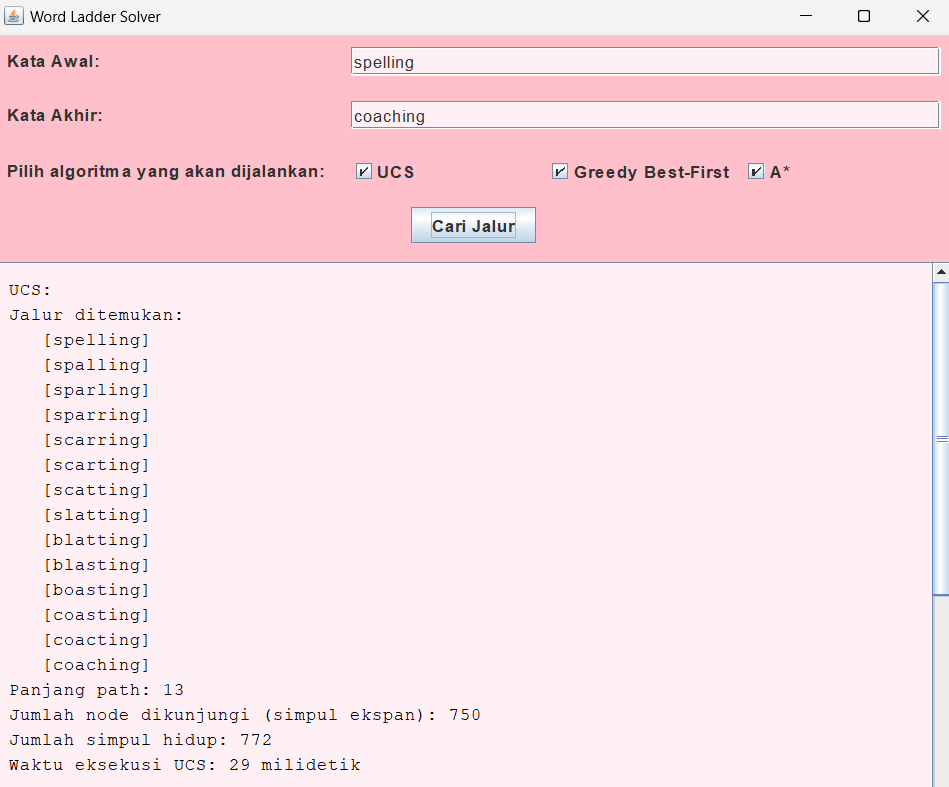 Word Ladder Solver
Kata Awal: spelling
Kata Akhir: coaching
Pilih algoritma yang akan dijalankan: UCS Greedy Best-First A*
Cari Jalur
UCS:
Jalur ditemukan:
[spelling]
[spalling]
[sparling]
[sparring]
[scarring]
[scarting]
[scatting]
[slatting]
[blatting]
[blasting]
[boasting]
[coasting]
[coacting]
[coaching]
Panjang path: 13
Jumlah node dikunjungi (simpul ekspan): 750
Jumlah simpul hidup: 772
Waktu eksekusi UCS: 29 milidetik